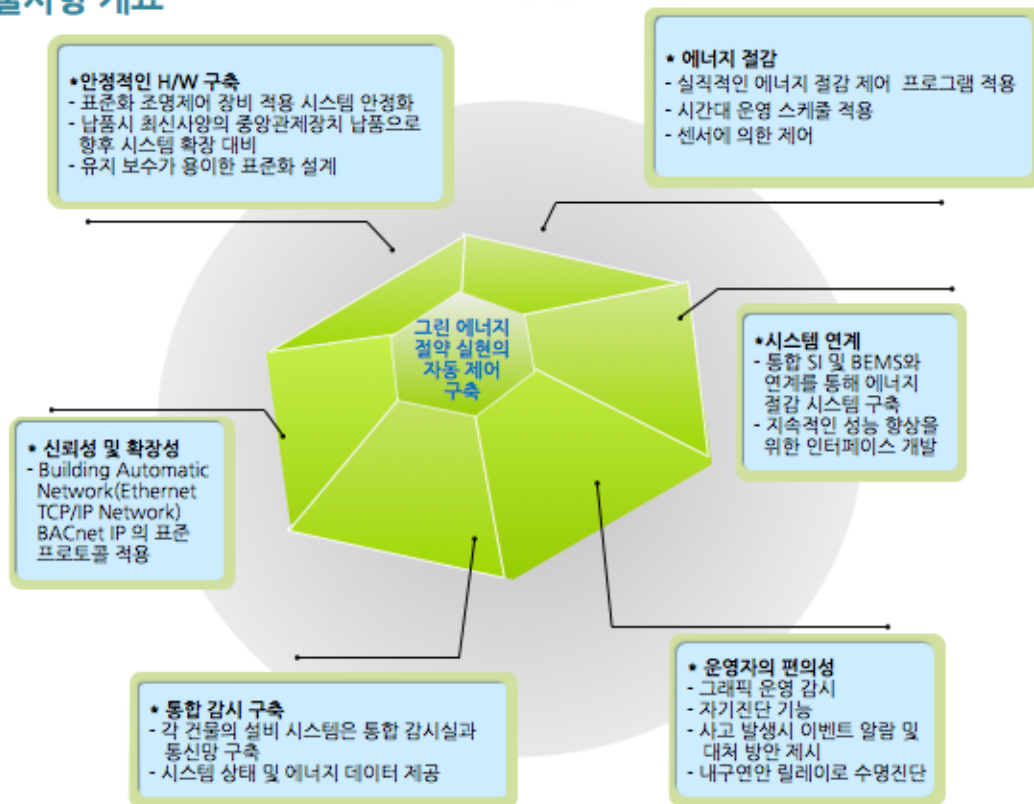 개요
*안정적인 H/W 구축
- 표준화 조명제어 장비 적용 시스템 안정화
- 납품시 최신사양의 중앙관제장치 납품으로
향후 시스템 확장 대비
- 유지 보수가 용이한 표준화 설계
* 에너지 절감
- 실직적인 에너지 절감 제어 프로그램 적용
- 시간대 운영 스케줄 적용
- 센서에 의한 제어
그린 에너지
절약 실현의
자동 제어
구축
*시스템 연계
- 통합 SI 및 BEMS와
연계를 통해 에너지
절감 시스템 구축
- 지속적인 성능 향상을
위한 인터페이스 개발
* 신뢰성 및 확장성
- Building Automatic
Network(Ethernet
TCP/IP Network)
BACnet IP 의 표준
프로토콜 적용
* 통합 감시 구축
- 각 건물의 설비 시스템은 통합 감시실과
통신망 구축
- 시스템 상태 및 에너지 데이터 제공
* 운영자의 편의성
- 그래픽 운영 감시
- 자기진단 기능
- 사고 발생시 이벤트 알람 및
대처 방안 제시
- 내구연안 릴레이로 수명진단